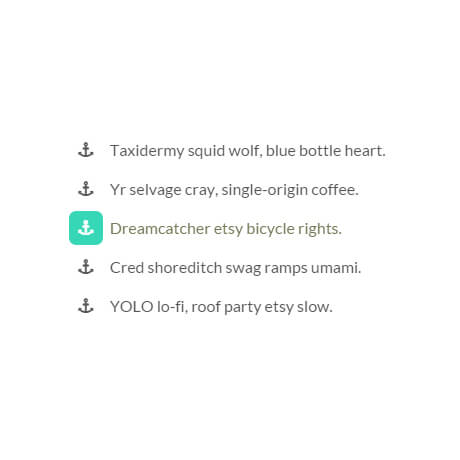 Taxidermy squid wolf, blue bottle heart.
Yr selvage cray, single-origin coffee.
Dreamcatcher etsy bicycle rights.
Cred shoreditch swag ramps umami.
YOLO lo-fi, roof party etsy slow.